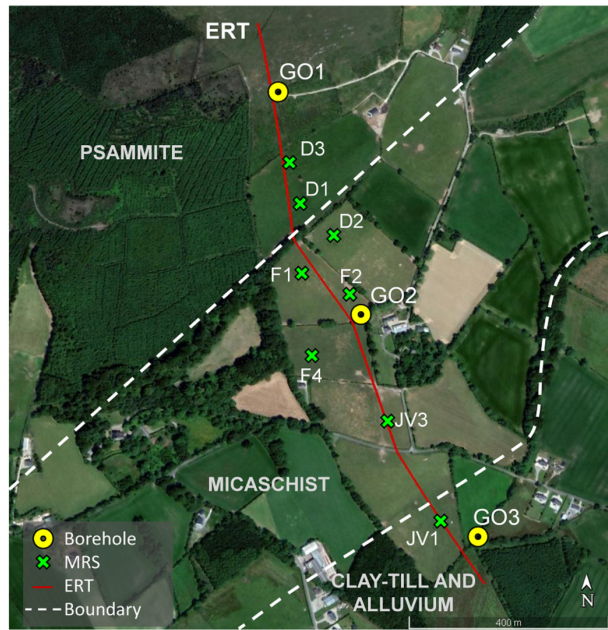 ERT
GO1
PSAMMITE
D3
D1
D2
F1
F2
GO2
F4
JV3
MICASCHIST
JV1
GO3
Borehole
MRS
ERT
Boundary
CLAY-TILL AND
ALLUVIUM
N
400 m